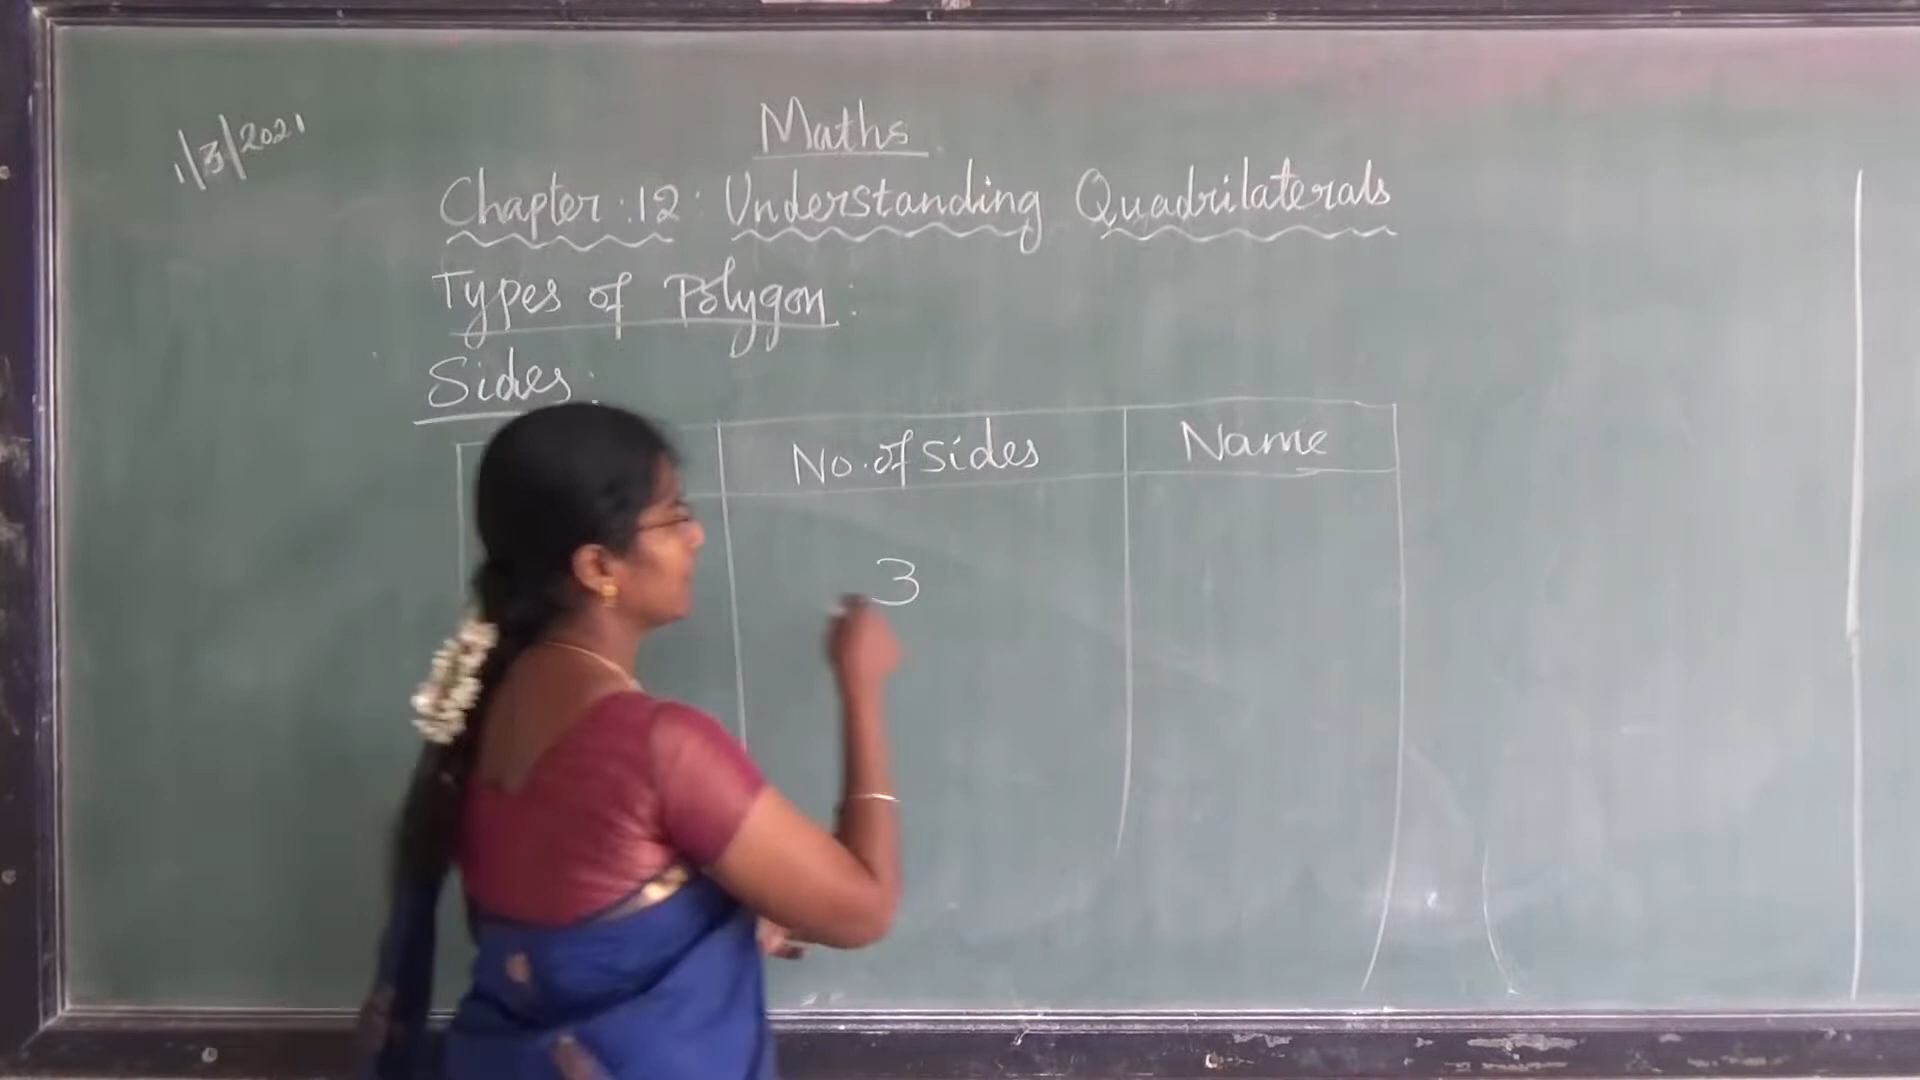 1/3/2021
Maths
Chapter:12: Understanding Quadrilaterals
Types of Polygon:
Sides:
No. of sides Name
3